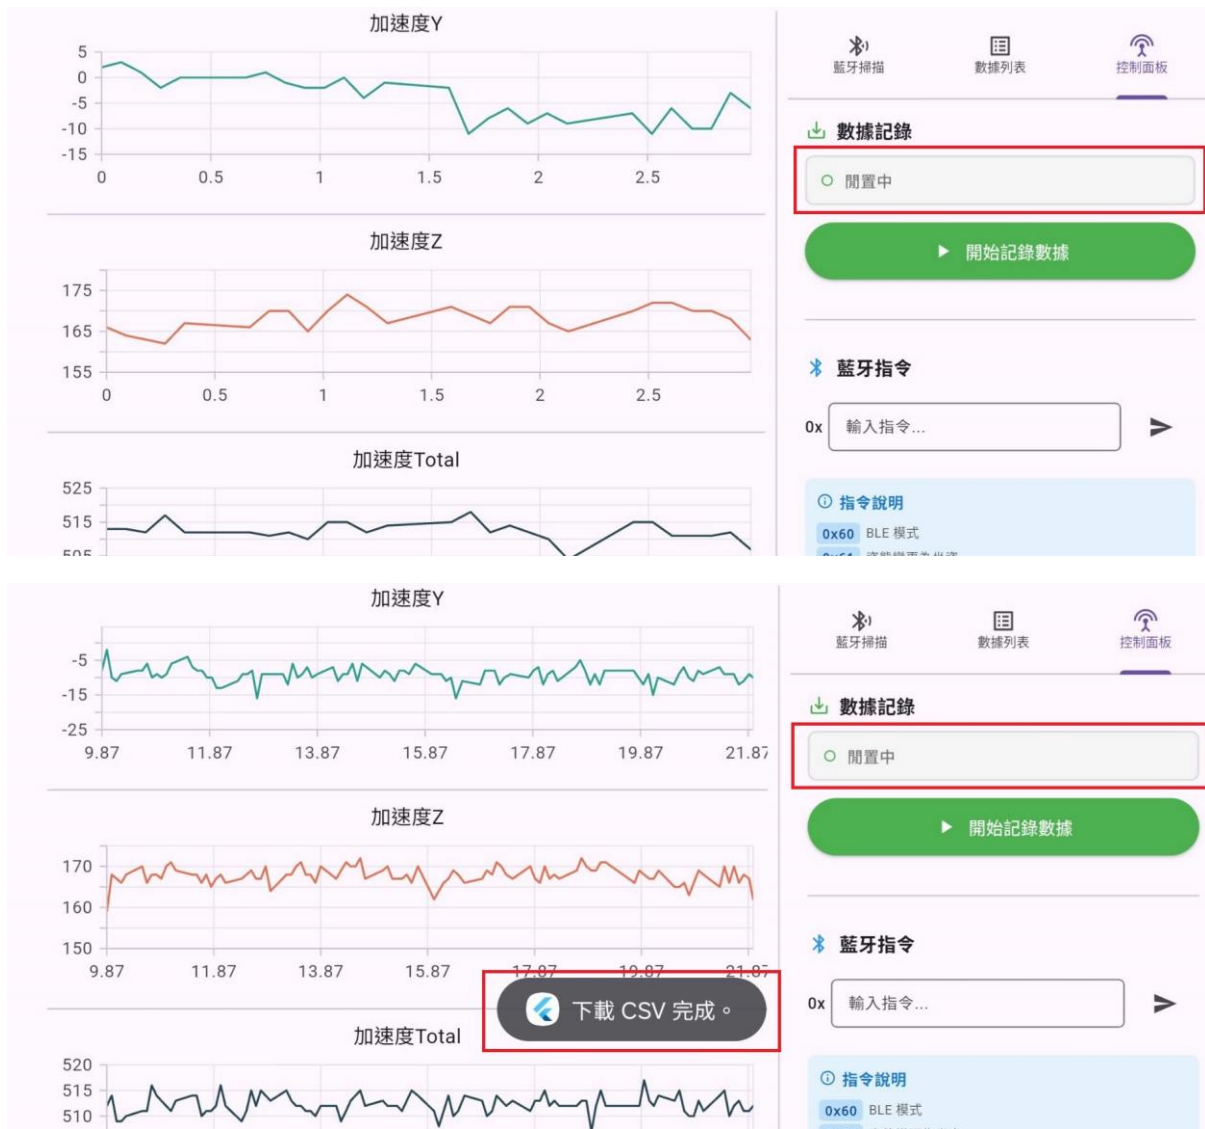 加速度Y
5
0
-5
-10
-15
0 0.5 1 1.5 2 2.5
加速度Z
175
165
155
0 0.5 1 1.5 2 2.5
加速度Total
525
515
505
藍牙掃描 數據列表 控制面板
數據記錄
閒置中
開始記錄數據
藍牙指令
0x 輸入指令...
指令說明
0x60 BLE 模式
加速度Y
-5
-15
-25
9.87 11.87 13.87 15.87 17.87 19.87 21.87
加速度Z
170
160
150
9.87 11.87 13.87 15.87 17.87 19.87 21.87
下載 CSV 完成。
加速度Total
520
515
510
藍牙掃描 數據列表 控制面板
數據記錄
閒置中
開始記錄數據
藍牙指令
0x 輸入指令...
指令說明
0x60 BLE 模式